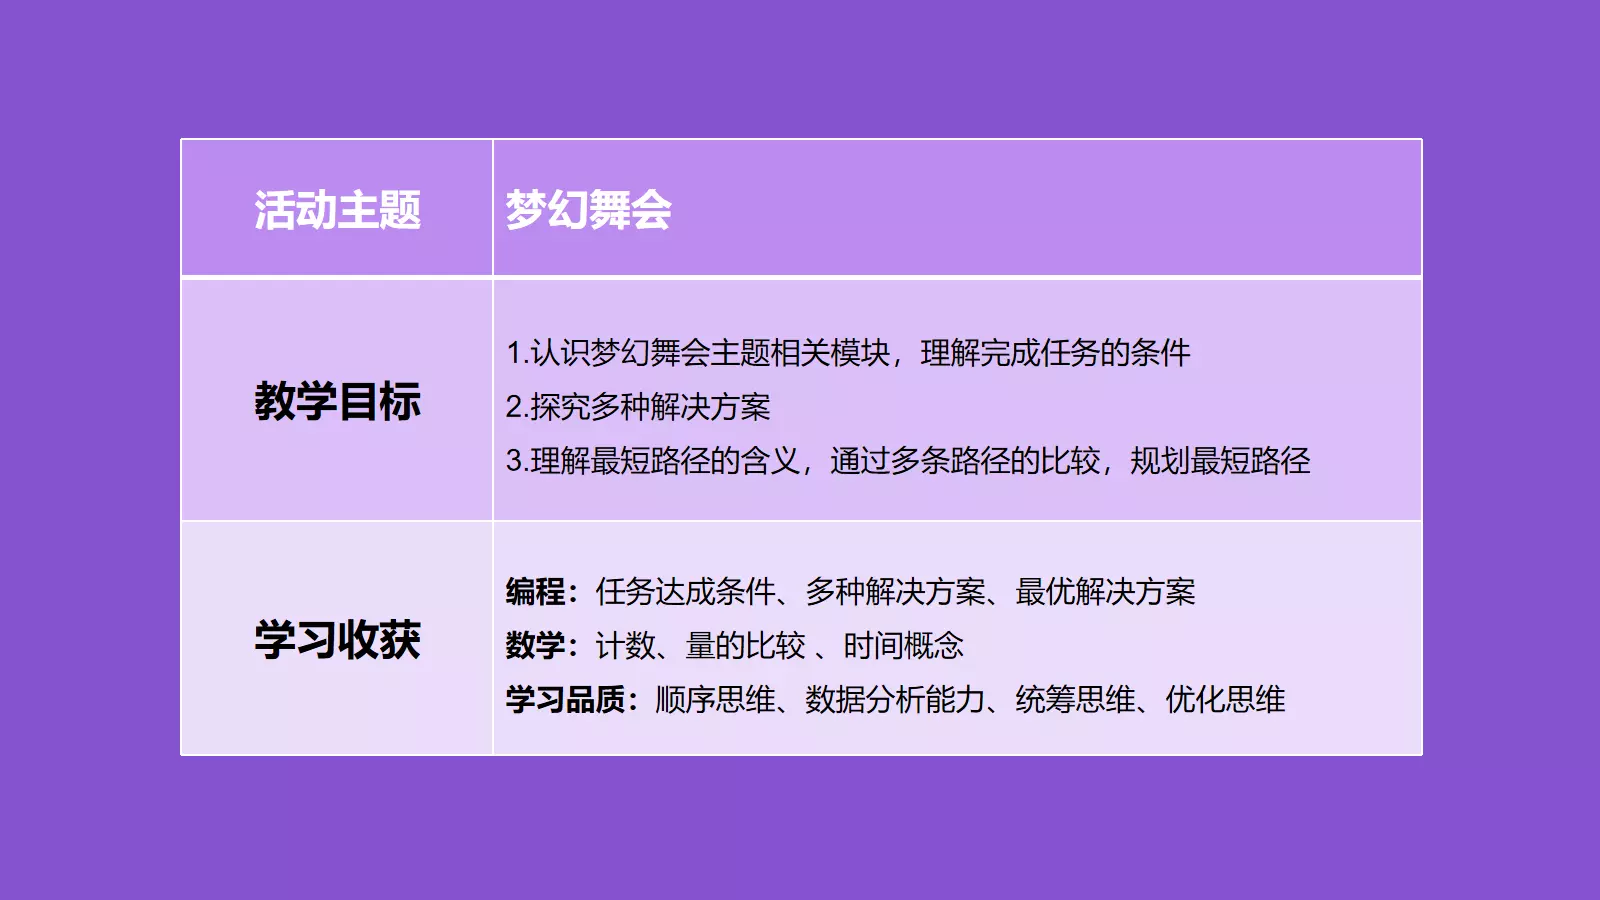 活动主题
梦幻舞会
教学目标
1.认识梦幻舞会主题相关模块，理解完成任务的条件
2.探究多种解决方案
3.理解最短路径的含义，通过多条路径的比较，规划最短路径
学习收获
编程：任务达成条件、多种解决方案、最优解决方案
数学：计数、量的比较 、时间概念
学习品质：顺序思维、数据分析能力、统筹思维、优化思维